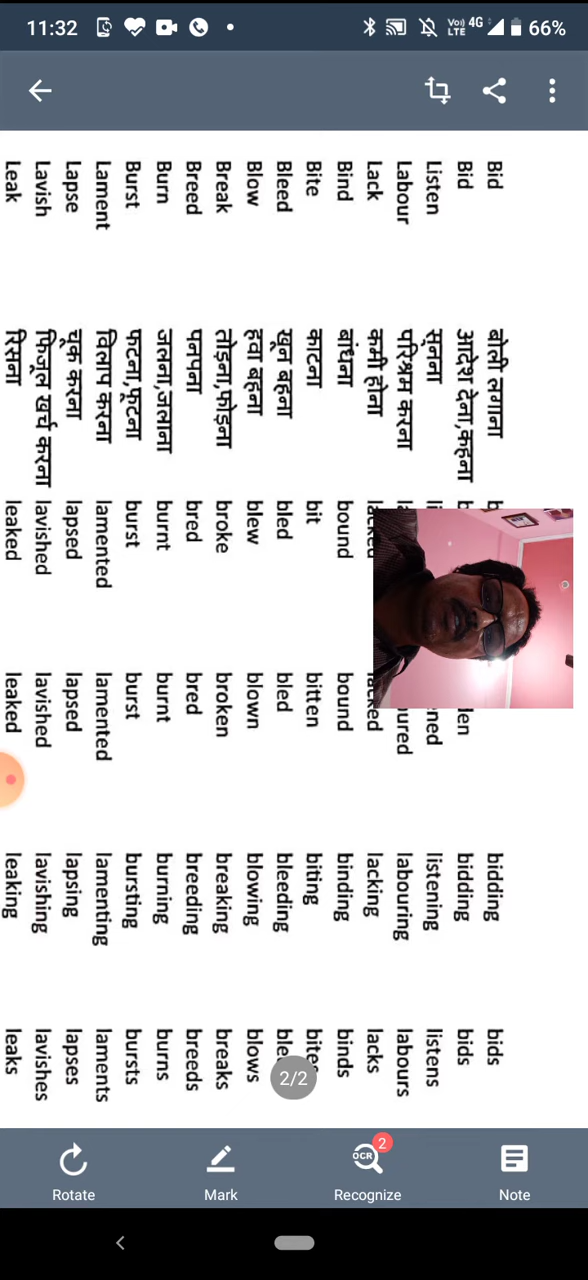 11:32 Voi) LTE 4G 66%
Bid बोली लगाना bidding bids
Bid आदेश देना,कहना bidding bids
Listen सुनना listening listens
Labour परिश्रम करना labouring labours
Lack कमी होना lacking lacks
Bind बांधना bound bound binding binds
Bite काटना bit bitten biting
Bleed खून बहना bled bled bleeding
Blow हवा बहना blew blown blowing blows
Break तोड़ना,फोड़ना broke broken breaking breaks
Breed पनपना bred bred breeding breeds
Burn जलना,जलाना burnt burnt burning burns
Burst फटना,फूटना burst burst bursting bursts
Lament विलाप करना lamented lamented lamenting laments
Lapse चूक करना lapsed lapsed lapsing lapses
Lavish फिजूल खर्च करना lavished lavished lavishing lavishes
Leak रिसना leaked leaked leaking leaks
2/2
OCR 2
Rotate Mark Recognize Note